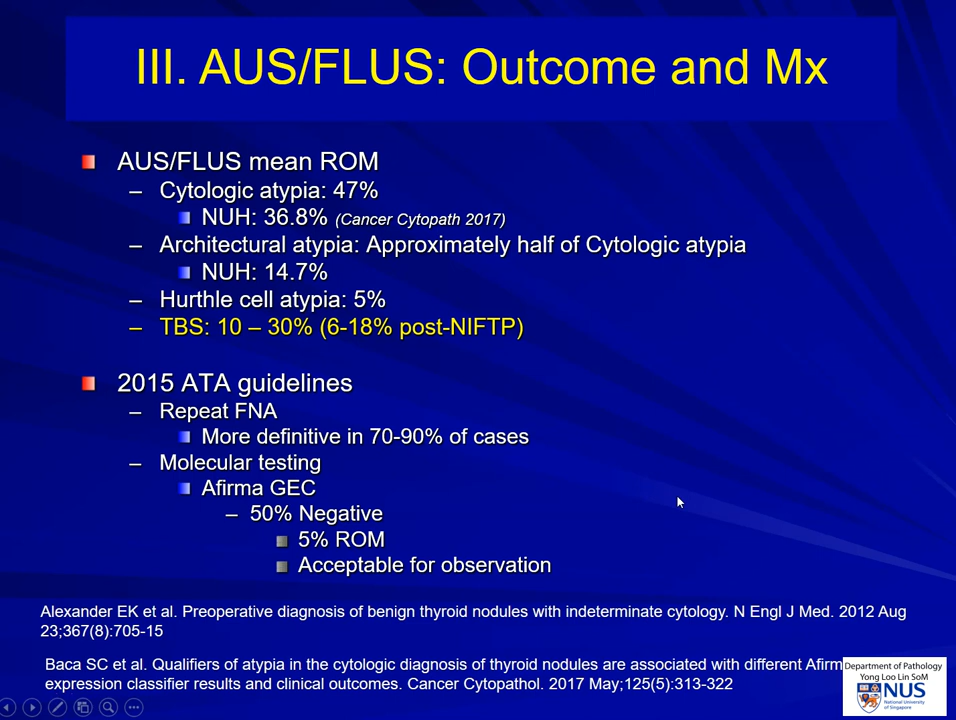 III. AUS/FLUS: Outcome and Mx
AUS/FLUS mean ROM
– Cytologic atypia: 47%
NUH: 36.8% (Cancer Cytopath 2017)
– Architectural atypia: Approximately half of Cytologic atypia
NUH: 14.7%
– Hurthle cell atypia: 5%
– TBS: 10 – 30% (6-18% post-NIFTP)
2015 ATA guidelines
– Repeat FNA
More definitive in 70-90% of cases
– Molecular testing
Afirma GEC
– 50% Negative
5% ROM
Acceptable for observation
Alexander EK et al. Preoperative diagnosis of benign thyroid nodules with indeterminate cytology. N Engl J Med. 2012 Aug
23;367(8):705-15
Baca SC et al. Qualifiers of atypia in the cytologic diagnosis of thyroid nodules are associated with different Afirm
expression classifier results and clinical outcomes. Cancer Cytopathol. 2017 May;125(5):313-322
Department of Pathology
Yong Loo Lin SoM
NUS
National University
of Singapore